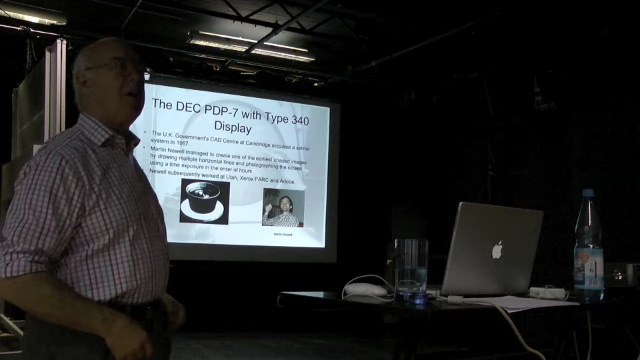 The DEC PDP-7 with Type 340
Display
The U.K. Government's CAD Centre at Cambridge acquired a similar
system in 1967.
Martin Newell managed to create one of the earliest shaded images
by drawing multiple horizontal lines and photographing the screen
using a time exposure in the order of hours.
Newell subsequently worked at Utah, Xerox PARC and Adobe.
Martin Newell